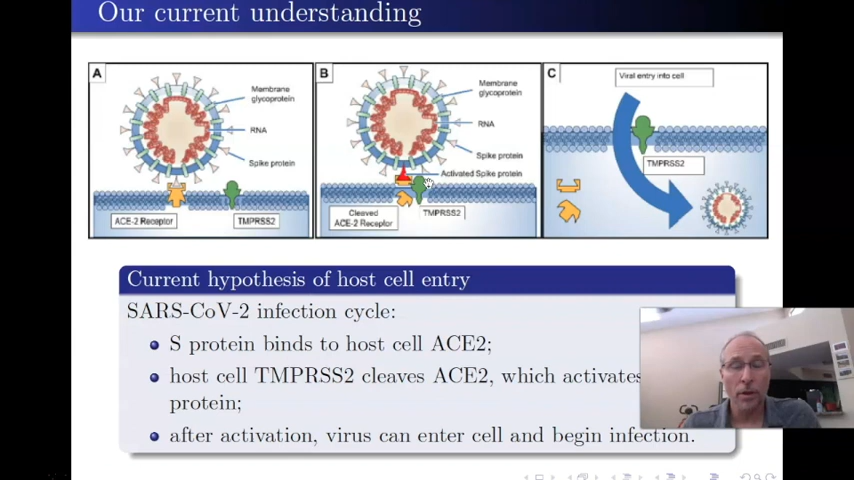 Our current understanding
A
Membrane
glycoprotein
RNA
Spike protein
ACE-2 Receptor
TMPRSS2
B
Membrane
glycoprotein
RNA
Spike protein
Activated Spike protein
Cleaved
ACE-2 Receptor
TMPRSS2
C
Viral entry into cell
TMPRSS2
Current hypothesis of host cell entry
SARS-CoV-2 infection cycle:
S protein binds to host cell ACE2;
host cell TMPRSS2 cleaves ACE2, which activates
protein;
after activation, virus can enter cell and begin infection.